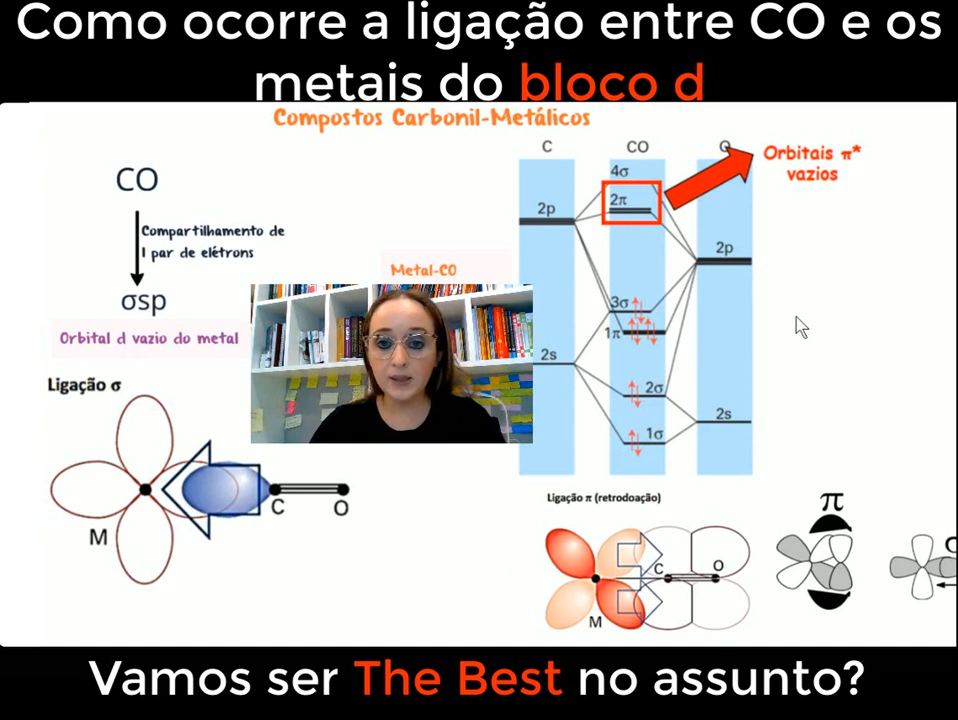 Como ocorre a ligação entre CO e os
metais do bloco d
Compostos Carbonil-Metálicos
CO
Compartilhamento de
1 par de elétrons
σsp
Orbital d vazio do metal
Ligação σ
M
C
O
Metal-CO
C
CO
O
Orbitais π*
vazios
4σ
2π
2p
2p
3σ
1π
2s
2σ
2s
1σ
Ligação π (retrodoação)
π
C
O
M
C
Vamos ser The Best no assunto?